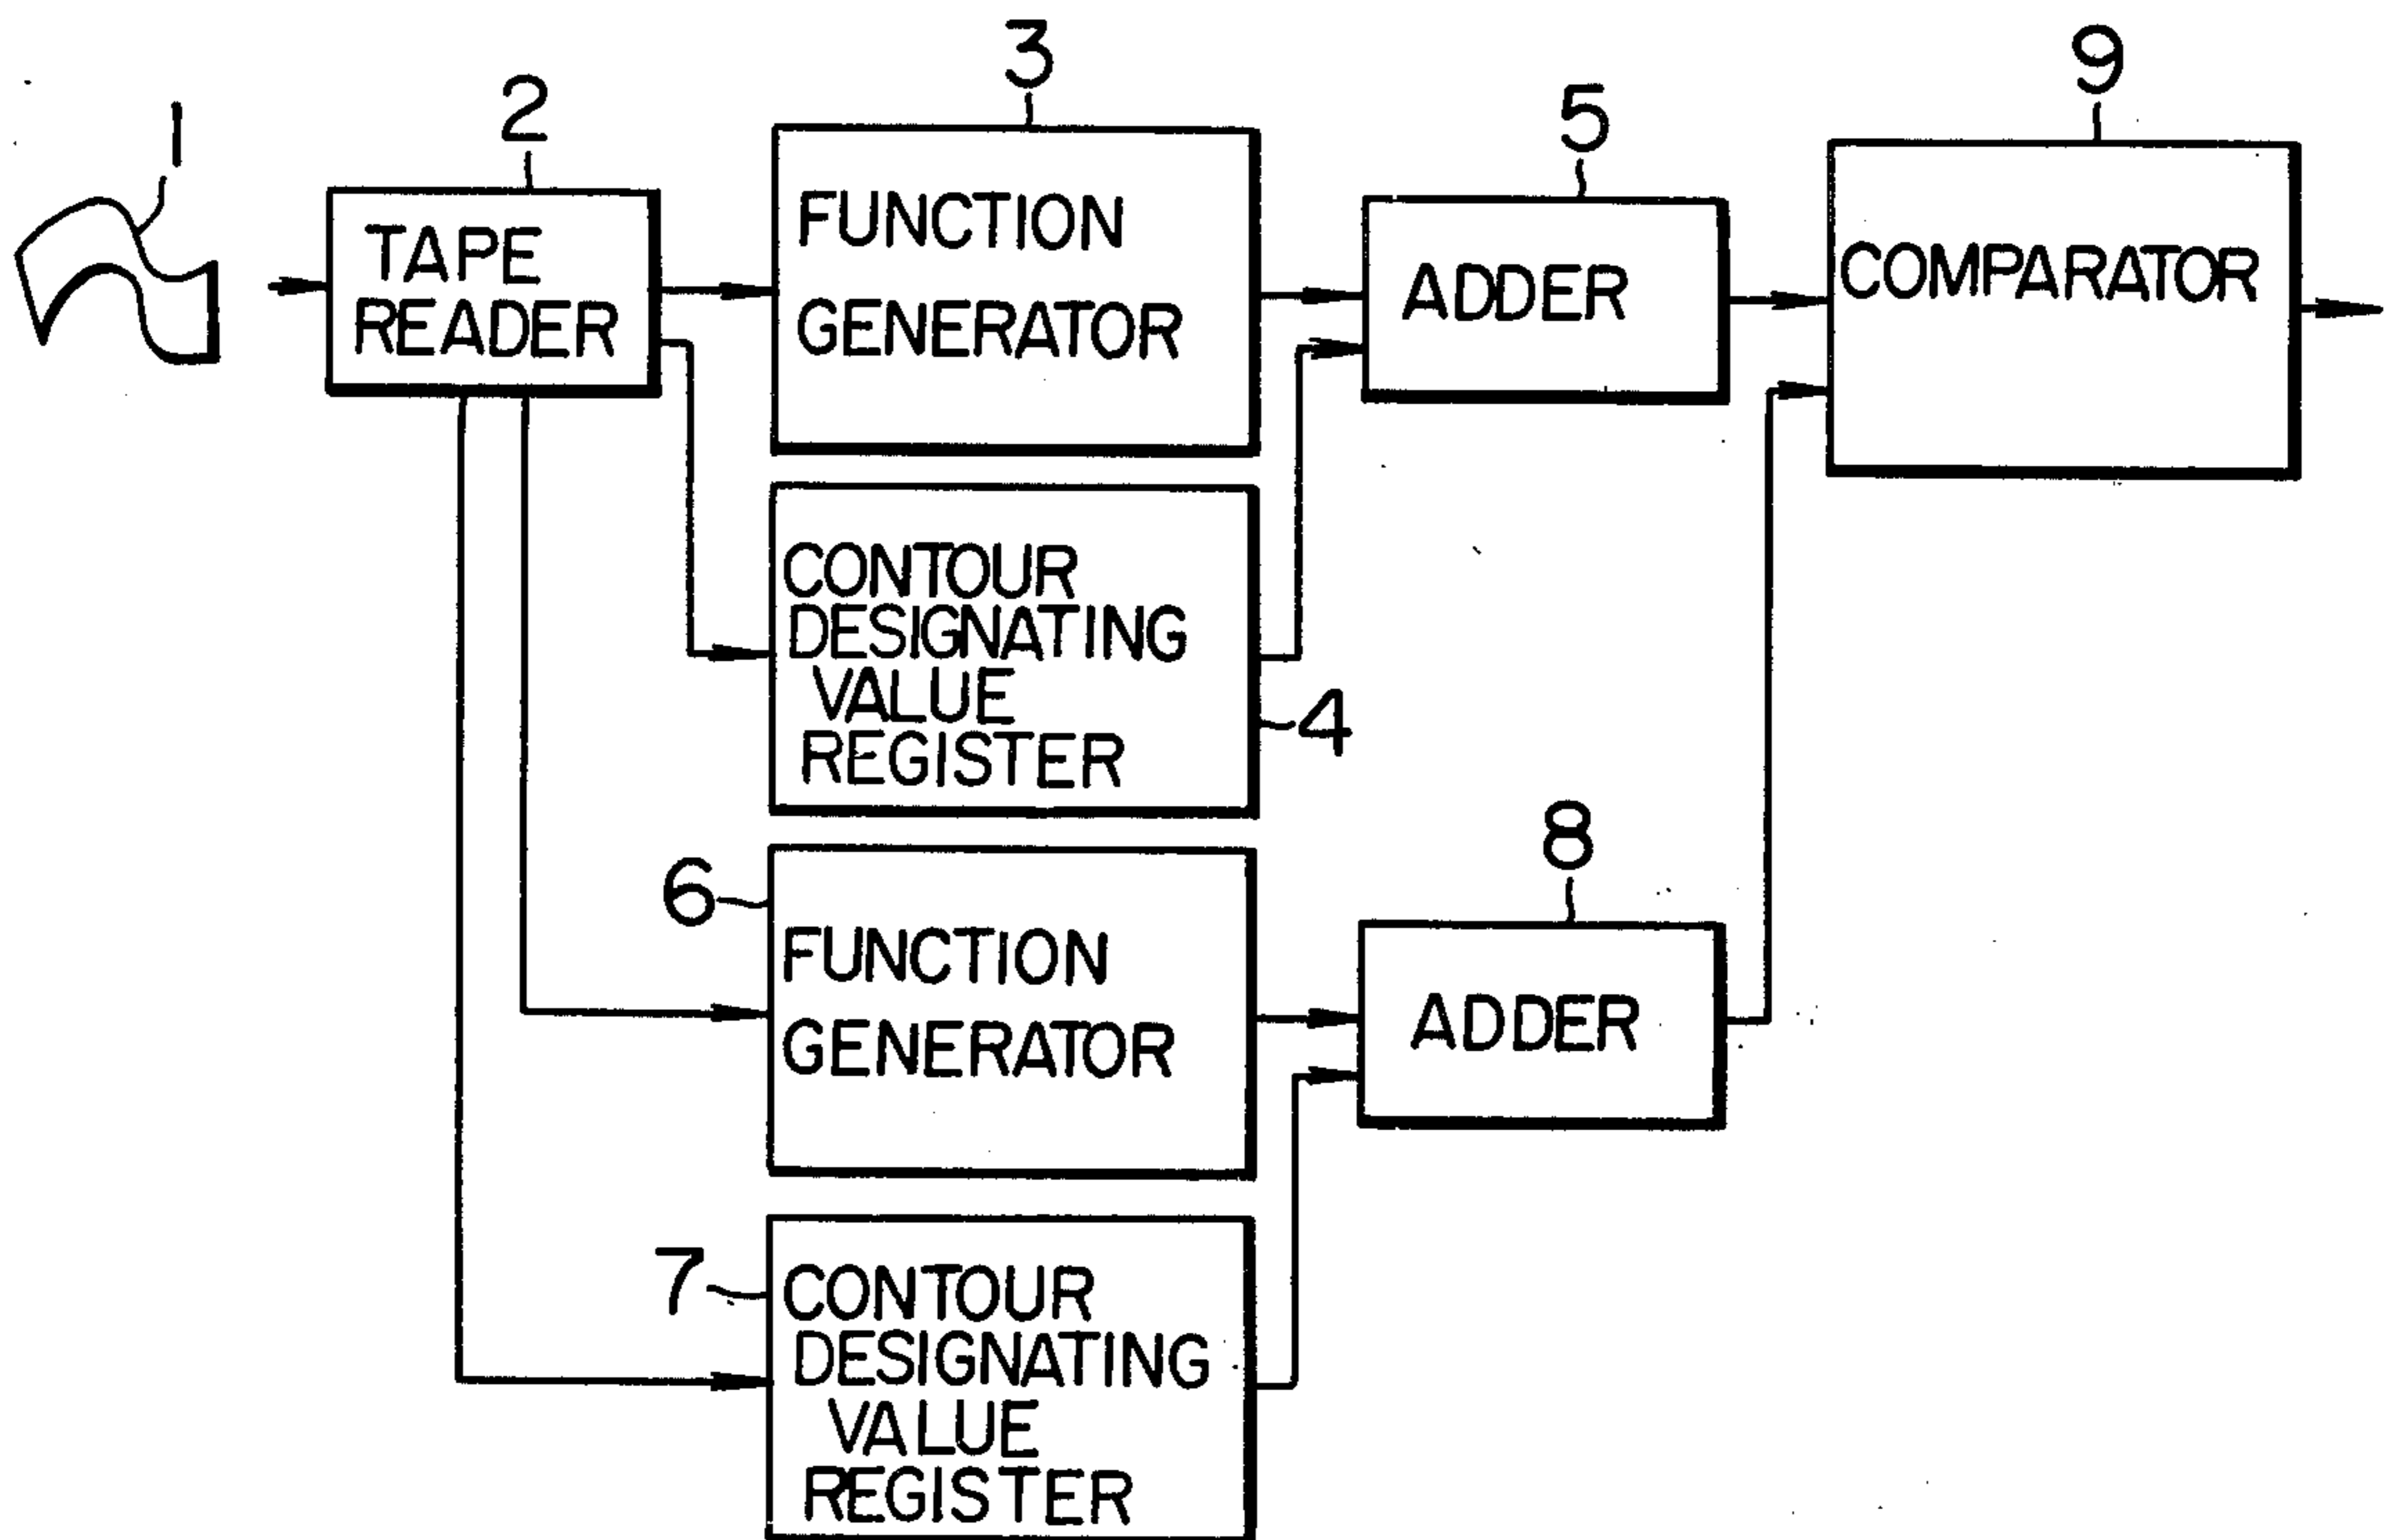 1
2
TAPE
READER
3
FUNCTION
GENERATOR
CONTOUR
DESIGNATING
VALUE
REGISTER
4
5
ADDER
9
COMPARATOR
6
FUNCTION
GENERATOR
8
ADDER
7
CONTOUR
DESIGNATING
VALUE
REGISTER